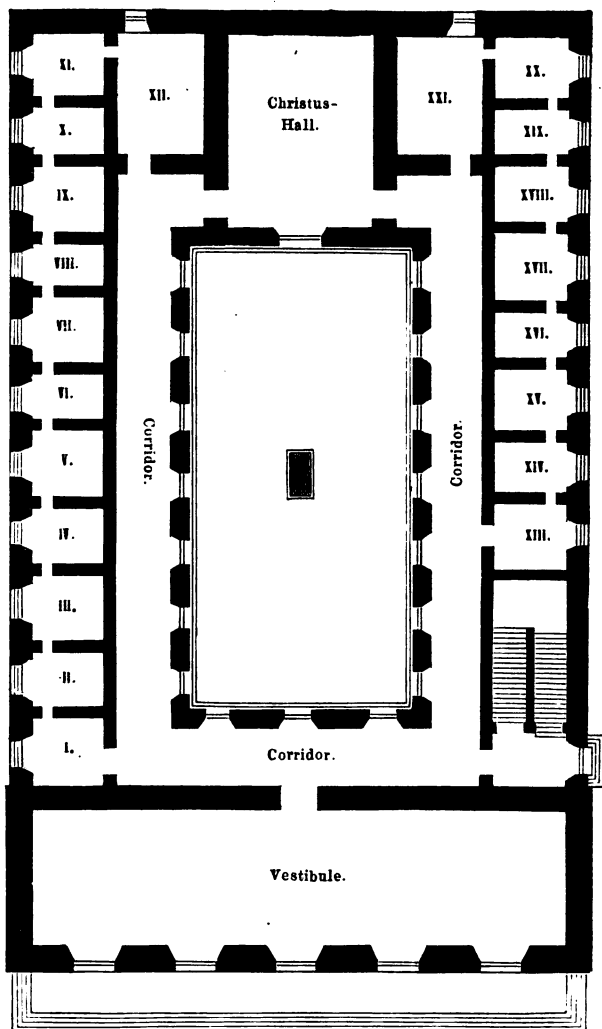 XI.
XII.
Christus-
Hall.
XXI.
XX.
X.
XIX.
IX.
XVIII.
VIII.
XVII.
VII.
XVI.
VI.
XV.
Corridor.
Corridor.
V.
XIV.
IV.
XIII.
III.
II.
I.
Corridor.
Vestibule.